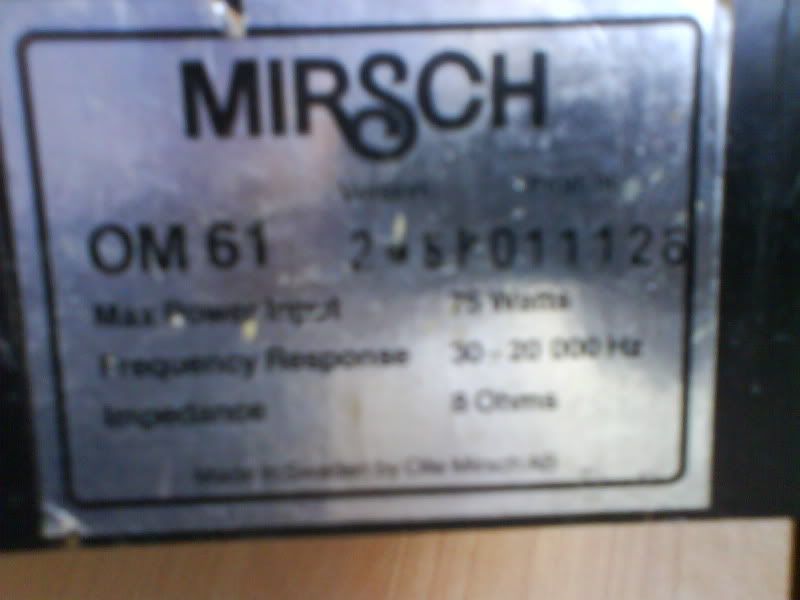 MIRSCH
Version
OM 61
Max Power Input 75 Watts
Frequency Response 30 - 20 000 Hz
Impedance 8 Ohms
Made in Sweden by Olle Mirsch AB